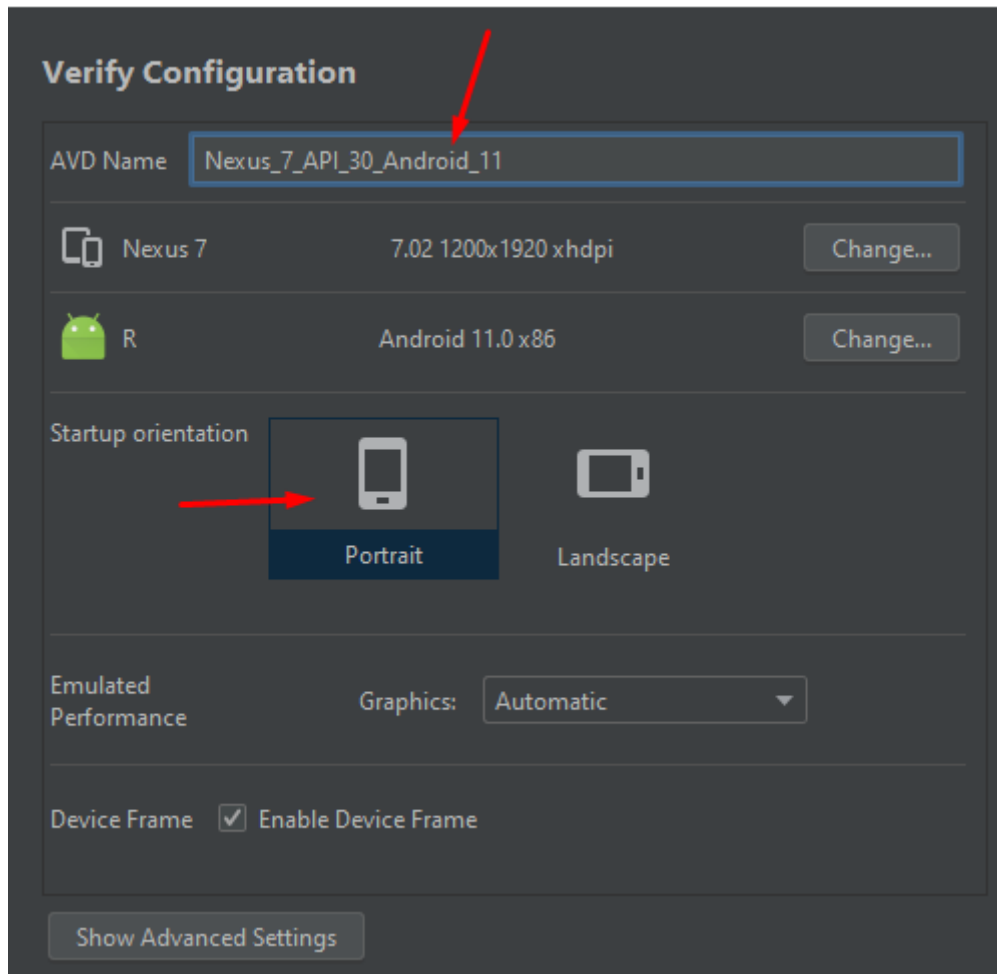 Verify Configuration
AVD Name Nexus_7_API_30_Android_11
Nexus 7 7.02 1200x1920 xhdpi Change...
R Android 11.0 x86 Change...
Startup orientation
Portrait Landscape
Emulated
Performance
Graphics: Automatic
Device Frame Enable Device Frame
Show Advanced Settings